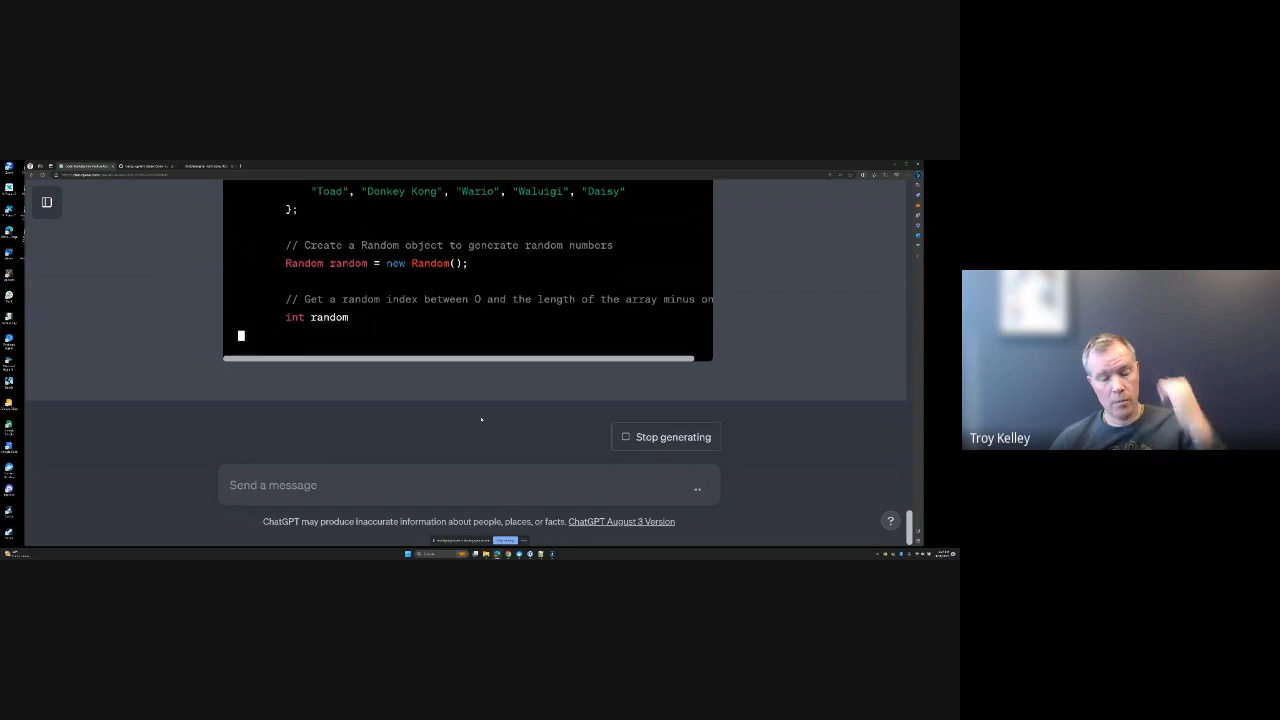 "Toad", "Donkey Kong", "Wario", "Waluigi", "Daisy"
};
// Create a Random object to generate random numbers
Random random = new Random();
// Get a random index between 0 and the length of the array minus on
int random
Stop generating
Send a message
ChatGPT may produce inaccurate information about people, places, or facts. ChatGPT August 3 Version
?
Troy Kelley